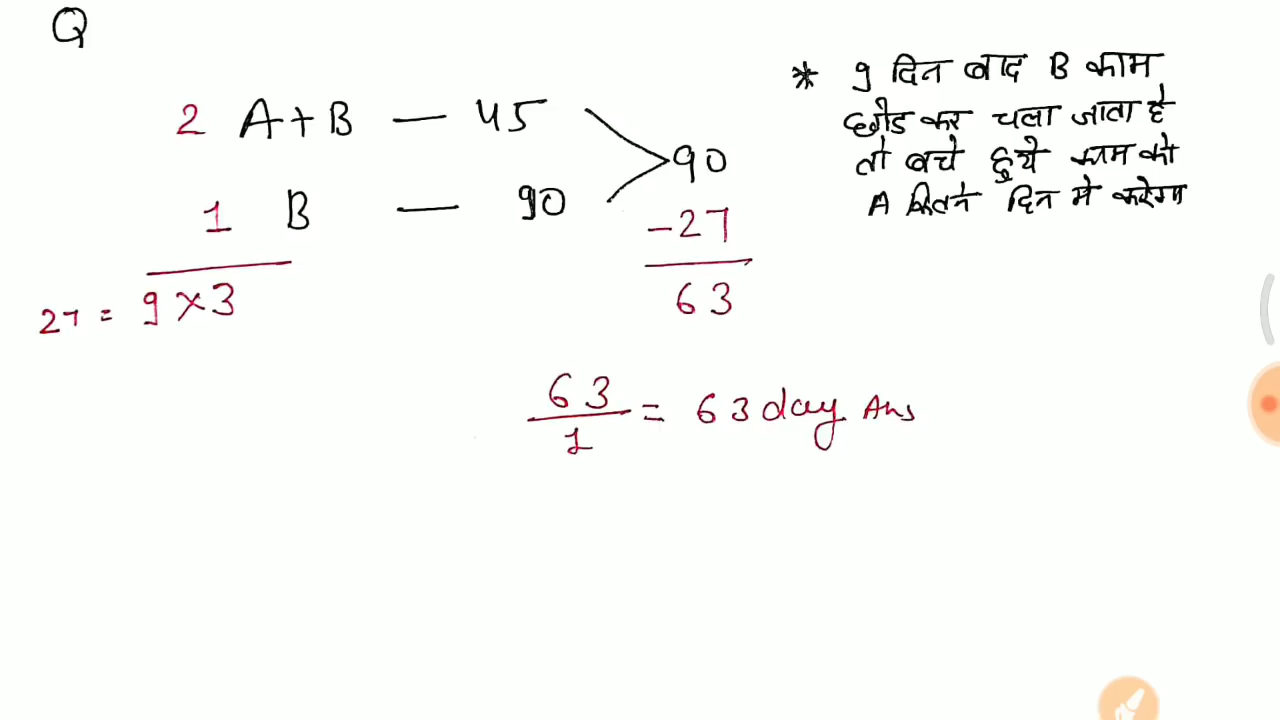 Q
2 A+B — 45
90
1 B — 90
-27
63
27 = 9 × 3
* 9 दिन बाद B काम
छोड कर चला जाता है
तो बचे हुये काम को
A कितने दिन मे करेगा
63/1 = 63 day Ans